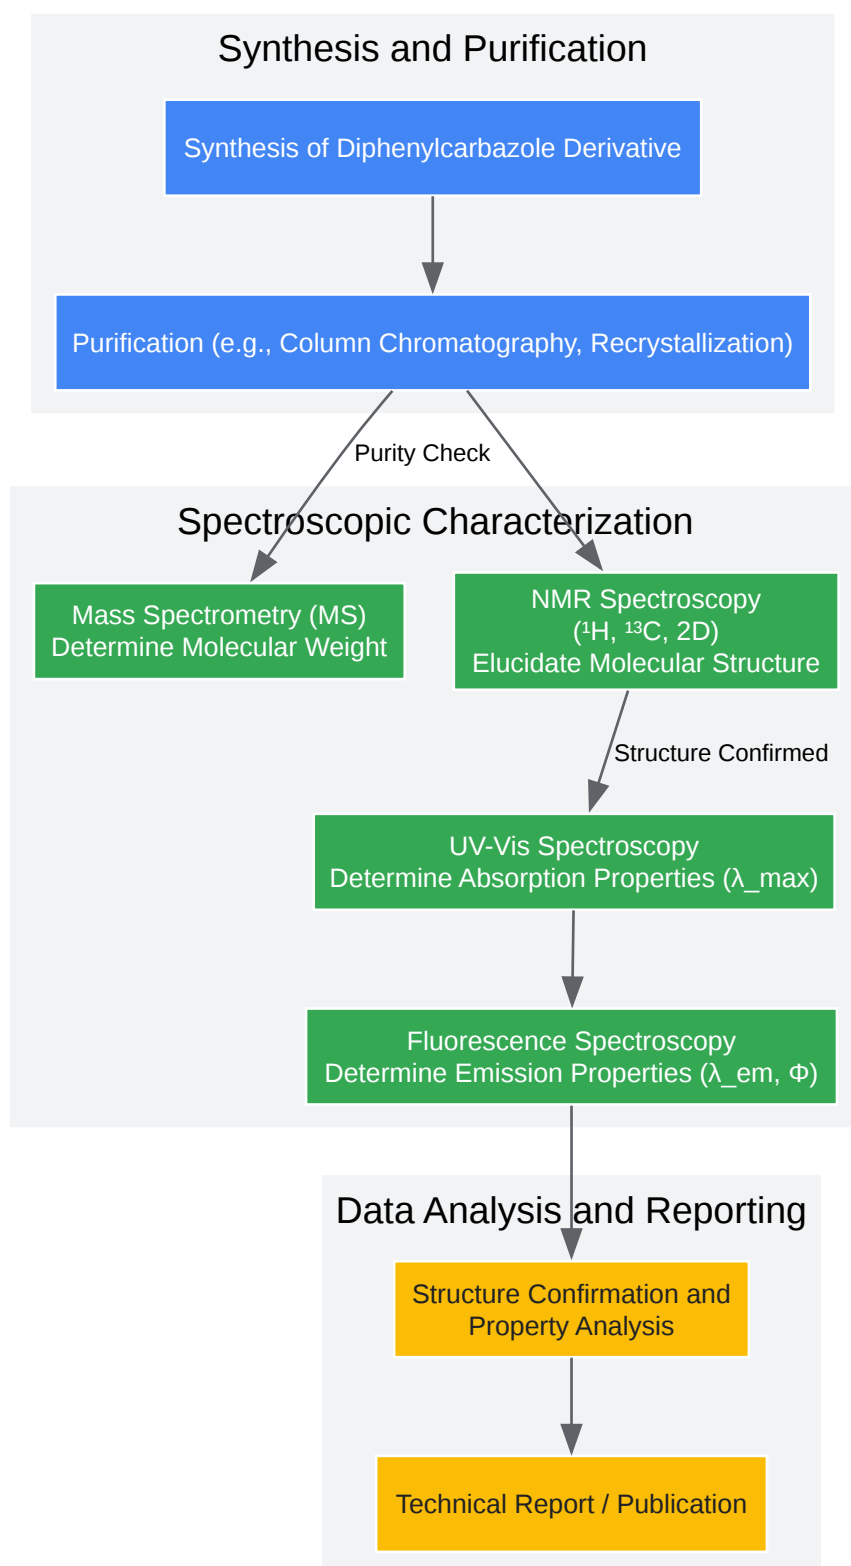 Synthesis and Purification
Synthesis of Diphenylcarbazole Derivative
Purification (e.g., Column Chromatography, Recrystallization)
Purity Check
Spectroscopic Characterization
Mass Spectrometry (MS)
Determine Molecular Weight
NMR Spectroscopy
(¹H, ¹³C, 2D)
Elucidate Molecular Structure
Structure Confirmed
UV-Vis Spectroscopy
Determine Absorption Properties (λ_max)
Fluorescence Spectroscopy
Determine Emission Properties (λ_em, Φ)
Data Analysis and Reporting
Structure Confirmation and
Property Analysis
Technical Report / Publication